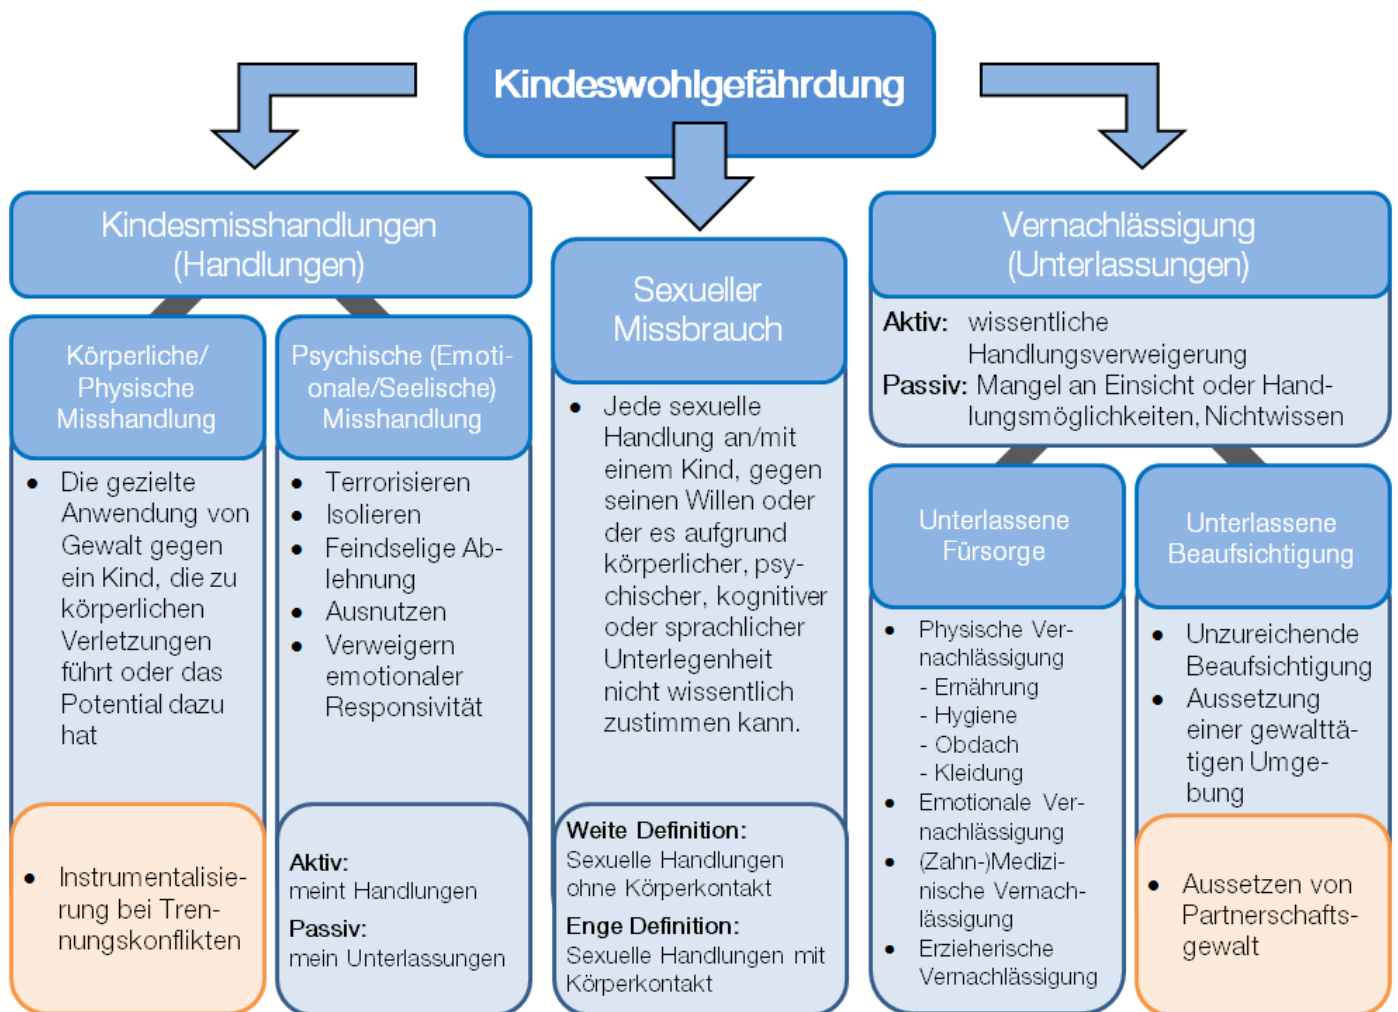 Kindeswohlgefährdung
Kindesmisshandlungen
(Handlungen)
Körperliche/
Physische
Misshandlung
• Die gezielte
Anwendung von
Gewalt gegen
ein Kind, die zu
körperlichen
Verletzungen
führt oder das
Potential dazu
hat
• Instrumentalisie-
rung bei Tren-
nungskonflikten
Psychische (Emoti-
onale/Seelische)
Misshandlung
• Terrorisieren
• Isolieren
• Feindselige Ab-
lehnung
• Ausnutzen
• Verweigern
emotionaler
Responsivität
Aktiv:
meint Handlungen
Passiv:
mein Unterlassungen
Sexueller
Missbrauch
• Jede sexuelle
Handlung an/mit
einem Kind, gegen
seinen Willen oder
der es aufgrund
körperlicher, psy-
chischer, kognitiver
oder sprachlicher
Unterlegenheit
nicht wissentlich
zustimmen kann.
Weite Definition:
Sexuelle Handlungen
ohne Körperkontakt
Enge Definition:
Sexuelle Handlungen mit
Körperkontakt
Vernachlässigung
(Unterlassungen)
Aktiv: wissentliche
Handlungsverweigerung
Passiv: Mangel an Einsicht oder Hand-
lungsmöglichkeiten, Nichtwissen
Unterlassene
Fürsorge
• Physische Ver-
nachlässigung
- Ernährung
- Hygiene
- Obdach
- Kleidung
• Emotionale Ver-
nachlässigung
• (Zahn-)Medizi-
nische Vernach-
lässigung
• Erzieherische
Vernachlässigung
Unterlassene
Beaufsichtigung
• Unzureichende
Beaufsichtigung
• Aussetzung
einer gewalttä-
tigen Umge-
bung
• Aussetzen von
Partnerschafts-
gewalt